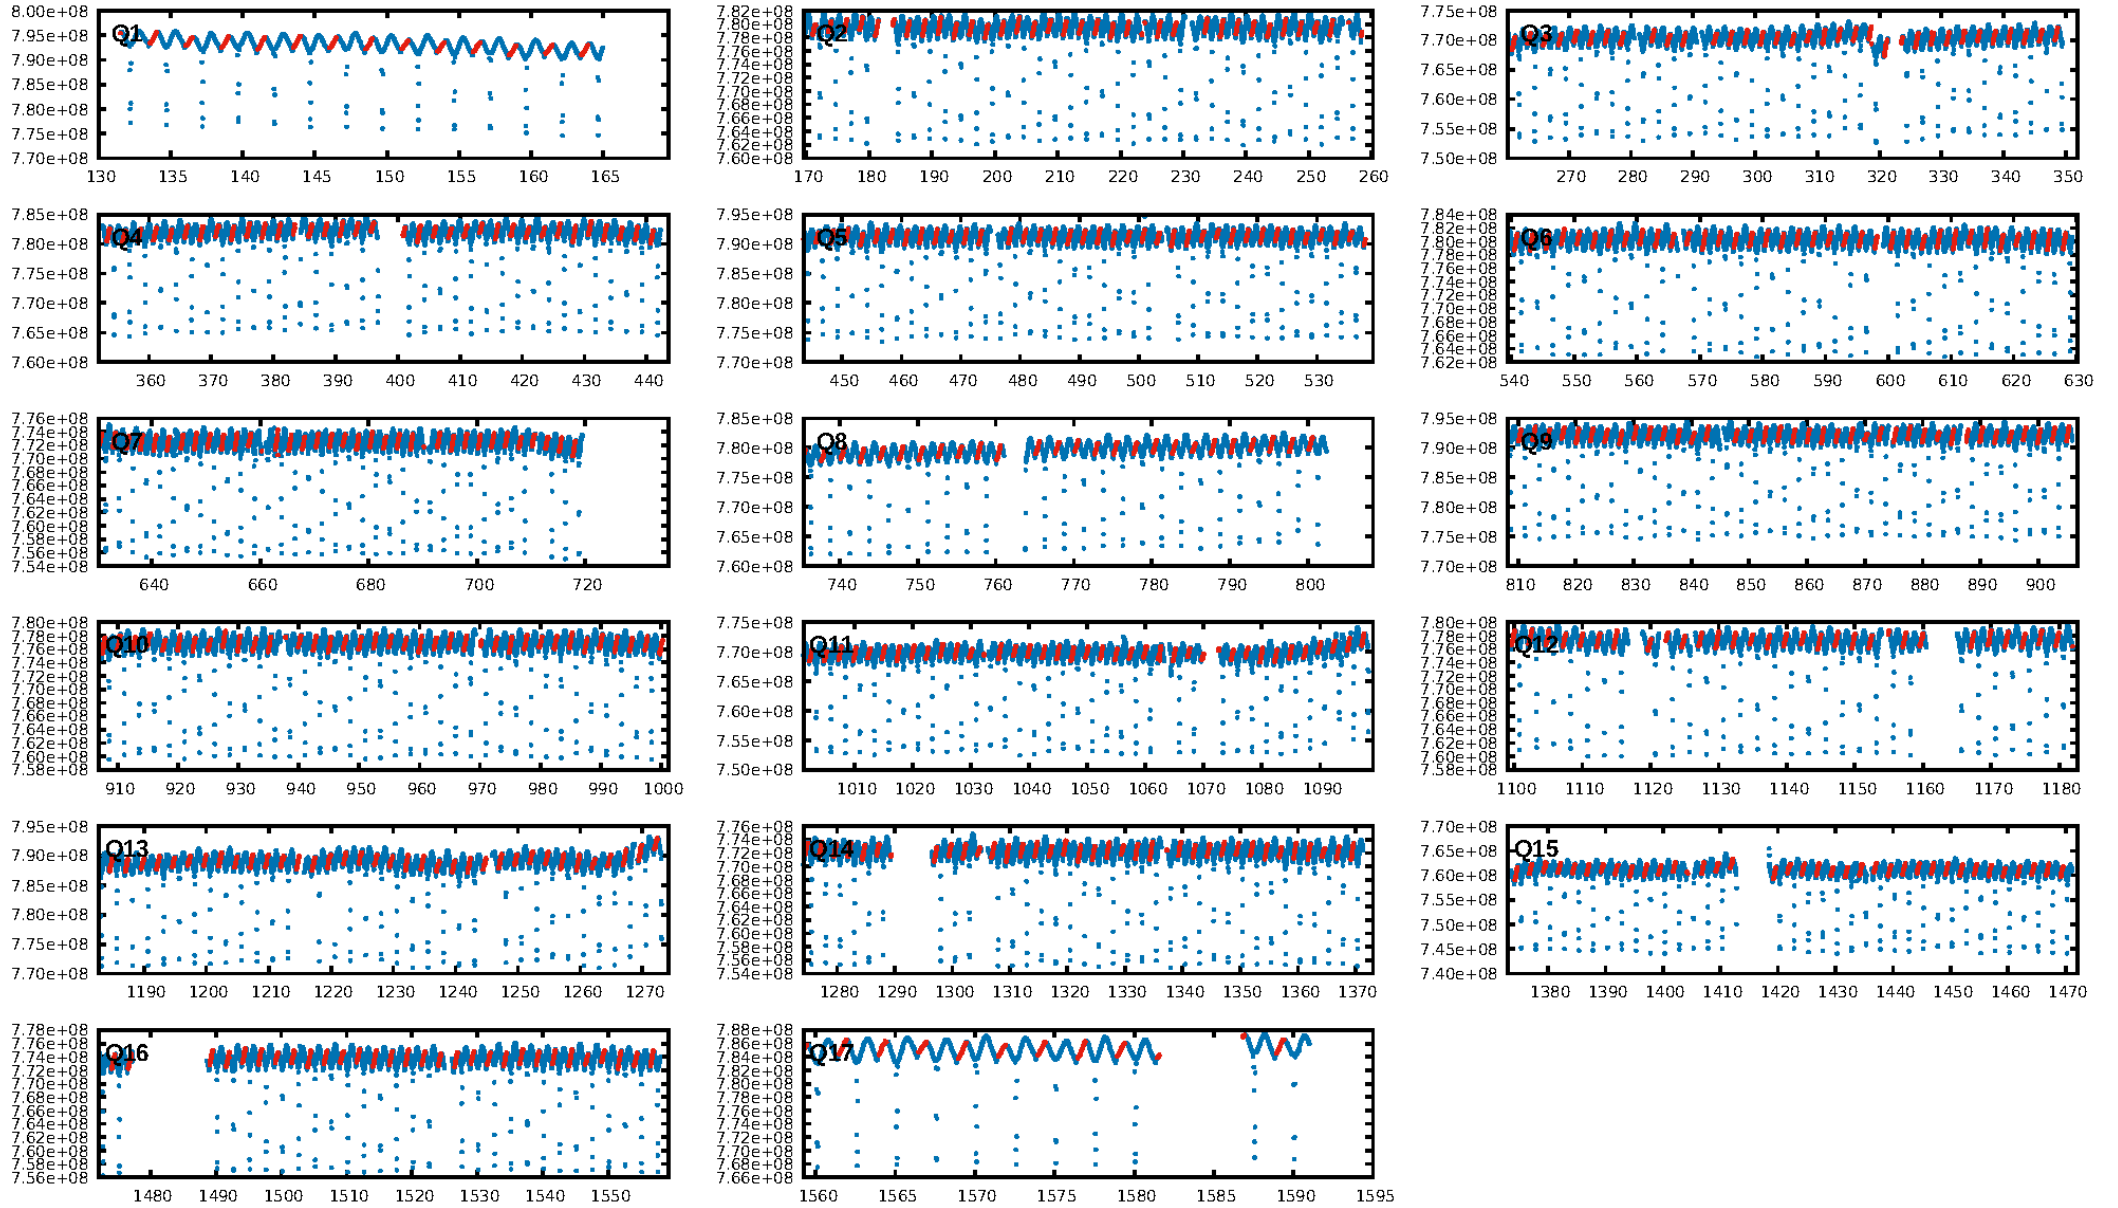 8.00e+08 7.95e+08 7.90e+08 7.85e+08 7.80e+08 7.75e+08 7.70e+08
Q1
130 135 140 145 150 155 160 165
7.82e+08 7.80e+08 7.78e+08 7.76e+08 7.74e+08 7.72e+08 7.70e+08 7.68e+08 7.66e+08 7.64e+08 7.62e+08 7.60e+08
Q2
170 180 190 200 210 220 230 240 250 260
7.75e+08 7.70e+08 7.65e+08 7.60e+08 7.55e+08 7.50e+08
Q3
270 280 290 300 310 320 330 340 350
7.85e+08 7.80e+08 7.75e+08 7.70e+08 7.65e+08 7.60e+08
Q4
360 370 380 390 400 410 420 430 440
7.95e+08 7.90e+08 7.85e+08 7.80e+08 7.75e+08 7.70e+08
Q5
450 460 470 480 490 500 510 520 530
7.84e+08 7.82e+08 7.80e+08 7.78e+08 7.76e+08 7.74e+08 7.72e+08 7.70e+08 7.68e+08 7.66e+08 7.64e+08 7.62e+08
Q6
540 550 560 570 580 590 600 610 620 630
7.76e+08 7.74e+08 7.72e+08 7.70e+08 7.68e+08 7.66e+08 7.64e+08 7.62e+08 7.60e+08 7.58e+08 7.56e+08 7.54e+08
Q7
640 660 680 700 720
7.85e+08 7.80e+08 7.75e+08 7.70e+08 7.65e+08 7.60e+08
Q8
740 750 760 770 780 790 800
7.95e+08 7.90e+08 7.85e+08 7.80e+08 7.75e+08 7.70e+08
Q9
810 820 830 840 850 860 870 880 890 900
7.80e+08 7.78e+08 7.76e+08 7.74e+08 7.72e+08 7.70e+08 7.68e+08 7.66e+08 7.64e+08 7.62e+08 7.60e+08 7.58e+08
Q10
910 920 930 940 950 960 970 980 990 1000
7.75e+08 7.70e+08 7.65e+08 7.60e+08 7.55e+08 7.50e+08
Q11
1010 1020 1030 1040 1050 1060 1070 1080 1090
7.80e+08 7.78e+08 7.76e+08 7.74e+08 7.72e+08 7.70e+08 7.68e+08 7.66e+08 7.64e+08 7.62e+08 7.60e+08 7.58e+08
Q12
1100 1110 1120 1130 1140 1150 1160 1170 1180
7.95e+08 7.90e+08 7.85e+08 7.80e+08 7.75e+08 7.70e+08
Q13
1190 1200 1210 1220 1230 1240 1250 1260 1270
7.76e+08 7.74e+08 7.72e+08 7.70e+08 7.68e+08 7.66e+08 7.64e+08 7.62e+08 7.60e+08 7.58e+08 7.56e+08 7.54e+08
Q14
1280 1290 1300 1310 1320 1330 1340 1350 1360 1370
7.70e+08 7.65e+08 7.60e+08 7.55e+08 7.50e+08 7.45e+08 7.40e+08
Q15
1380 1390 1400 1410 1420 1430 1440 1450 1460 1470
7.78e+08 7.76e+08 7.74e+08 7.72e+08 7.70e+08 7.68e+08 7.66e+08 7.64e+08 7.62e+08 7.60e+08 7.58e+08 7.56e+08
Q16
1480 1490 1500 1510 1520 1530 1540 1550
7.88e+08 7.86e+08 7.84e+08 7.82e+08 7.80e+08 7.78e+08 7.76e+08 7.74e+08 7.72e+08 7.70e+08 7.68e+08 7.66e+08
Q17
1560 1565 1570 1575 1580 1585 1590 1595